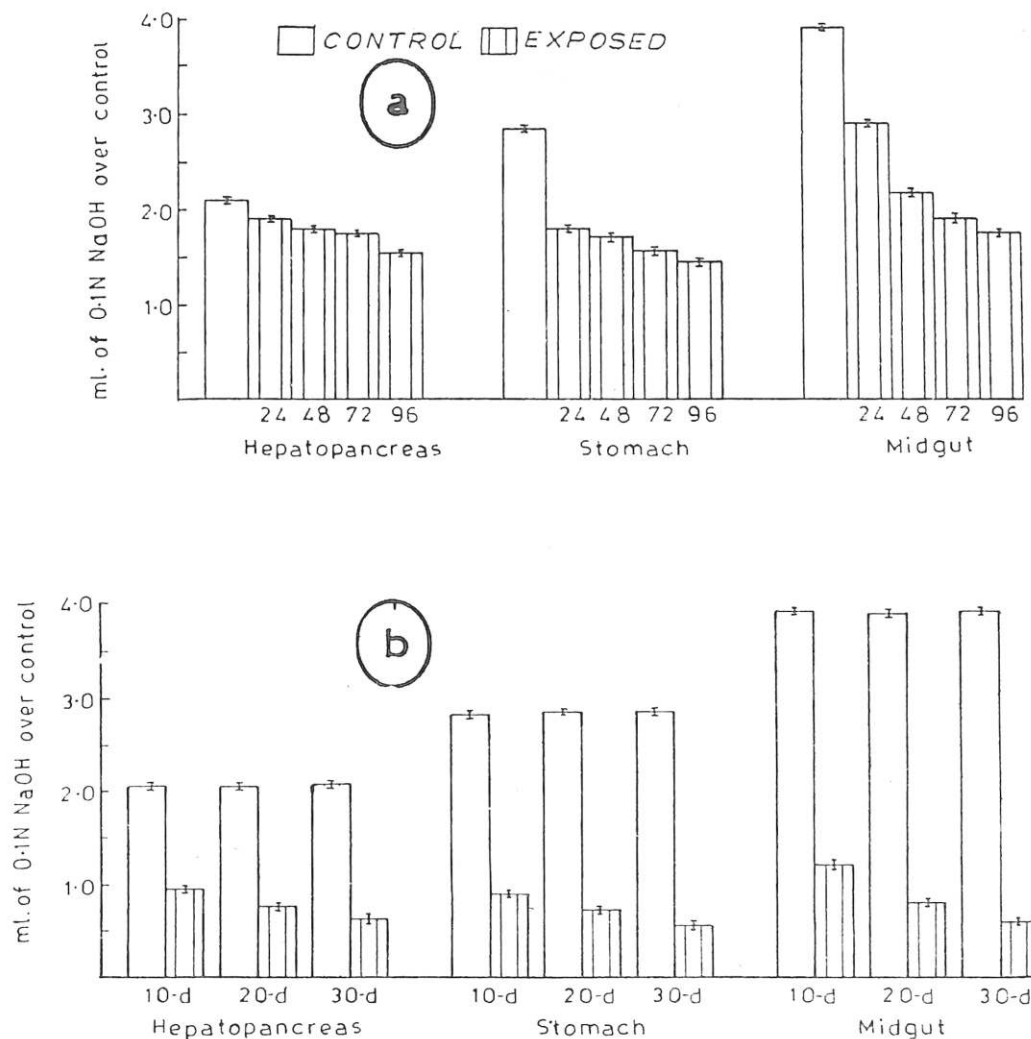 4.0
CONTROL EXPOSED
a
3.0
2.0
1.0
ml. of 0.1N NaOH over control
24 48 72 96 24 48 72 96 24 48 72 96
Hepatopancreas Stomach Midgut
4.0
b
3.0
2.0
1.0
ml. of 0.1N NaOH over control
10-d 20-d 30-d 10-d 20-d 30-d 10-d 20-d 30-d
Hepatopancreas Stomach Midgut